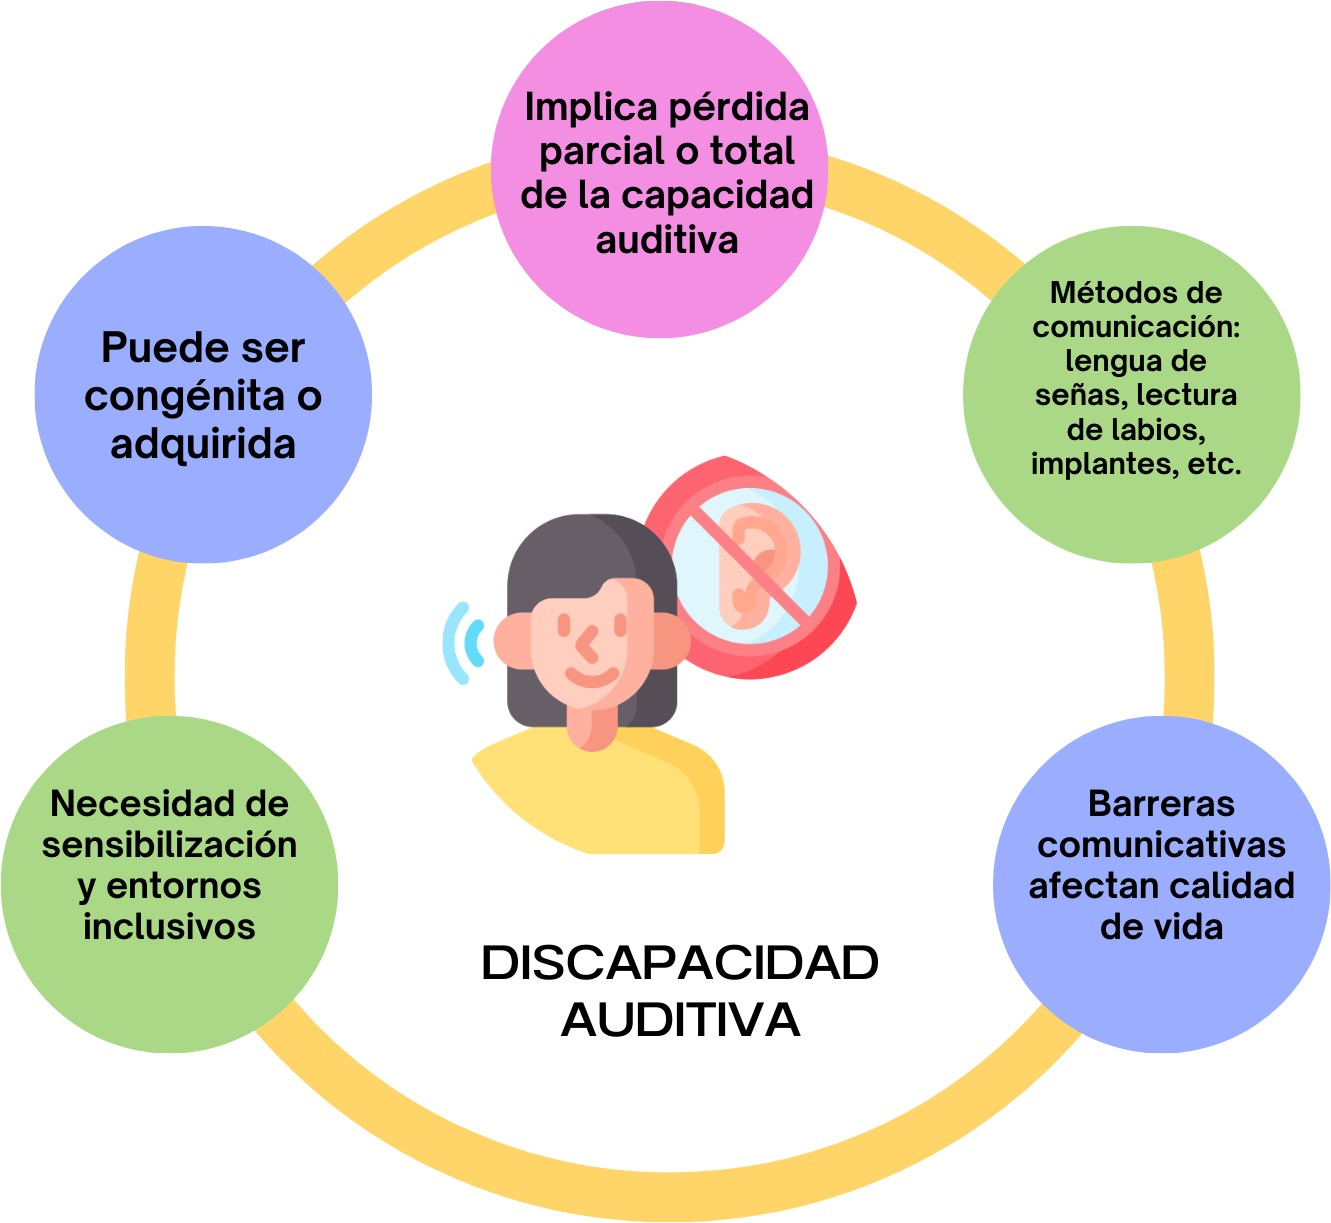 Implica pérdida
parcial o total
de la capacidad
auditiva
Métodos de
comunicación:
lengua de
señas, lectura
de labios,
implantes, etc.
Puede ser
congénita o
adquirida
Necesidad de
sensibilización
y entornos
inclusivos
Barreras
comunicativas
afectan calidad
de vida
DISCAPACIDAD
AUDITIVA